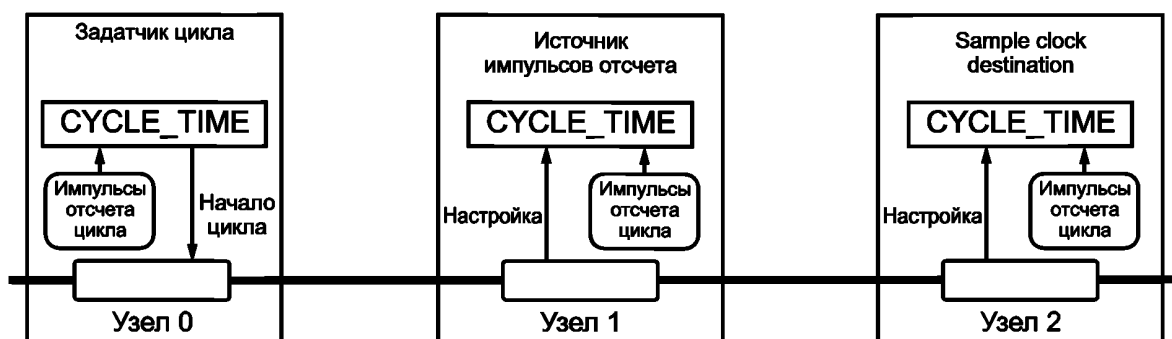 Задатчик цикла
CYCLE_TIME
Импульсы
отсчета
цикла
Начало
цикла
Узел 0
Источник
импульсов отсчета
CYCLE_TIME
Настройка
Импульсы
отсчета
цикла
Узел 1
Sample clock
destination
CYCLE_TIME
Настройка
Импульсы
отсчета
цикла
Узел 2